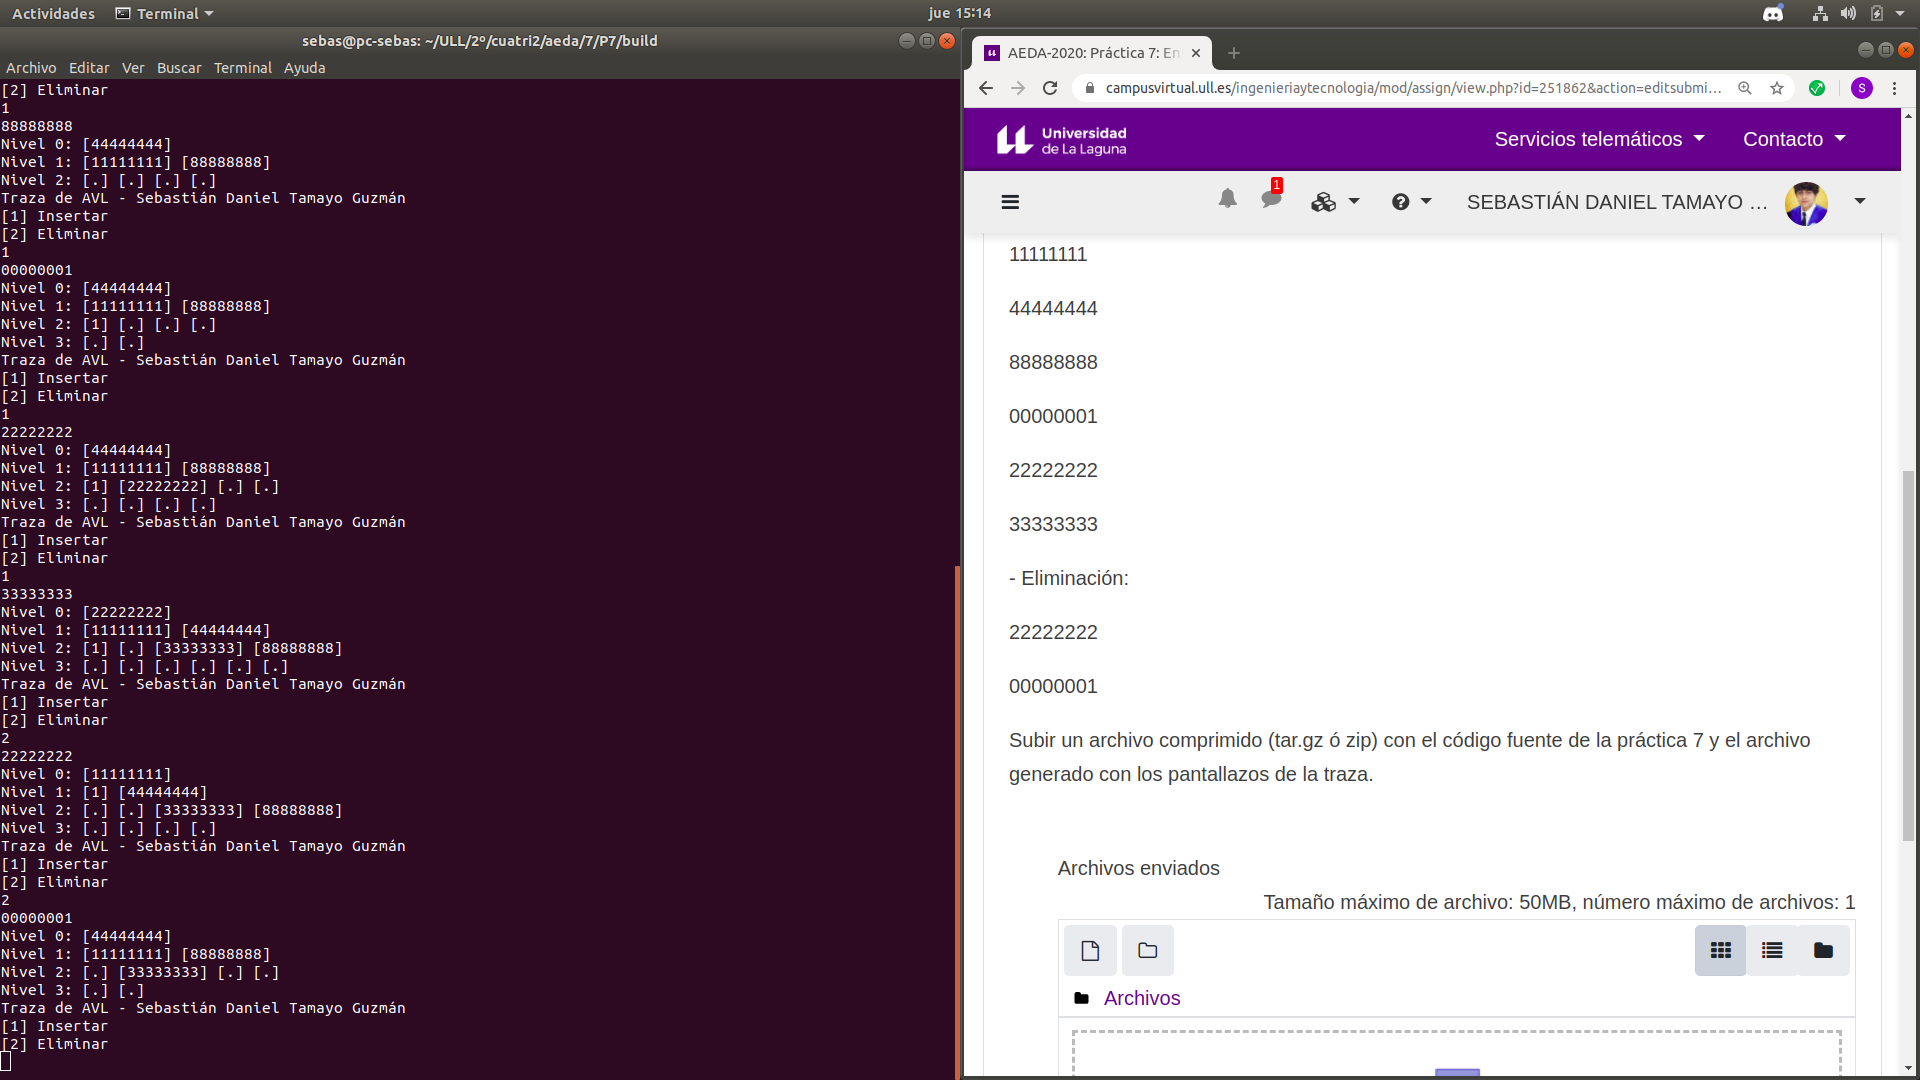 Actividades
Terminal
jue 15:14
sebas@pc-sebas: ~/ULL/2º/cuatri2/aeda/7/P7/build
Archivo Editar Ver Buscar Terminal Ayuda
[2] Eliminar
1
88888888
Nivel 0: [44444444]
Nivel 1: [11111111] [88888888]
Nivel 2: [.] [.] [.] [.]
Traza de AVL - Sebastián Daniel Tamayo Guzmán
[1] Insertar
[2] Eliminar
1
00000001
Nivel 0: [44444444]
Nivel 1: [11111111] [88888888]
Nivel 2: [1] [.] [.] [.]
Nivel 3: [.] [.]
Traza de AVL - Sebastián Daniel Tamayo Guzmán
[1] Insertar
[2] Eliminar
1
22222222
Nivel 0: [44444444]
Nivel 1: [11111111] [88888888]
Nivel 2: [1] [22222222] [.] [.]
Nivel 3: [.] [.] [.] [.]
Traza de AVL - Sebastián Daniel Tamayo Guzmán
[1] Insertar
[2] Eliminar
1
33333333
Nivel 0: [22222222]
Nivel 1: [11111111] [44444444]
Nivel 2: [1] [.] [33333333] [88888888]
Nivel 3: [.] [.] [.] [.] [.] [.]
Traza de AVL - Sebastián Daniel Tamayo Guzmán
[1] Insertar
[2] Eliminar
2
22222222
Nivel 0: [11111111]
Nivel 1: [1] [44444444]
Nivel 2: [.] [.] [33333333] [88888888]
Nivel 3: [.] [.] [.] [.]
Traza de AVL - Sebastián Daniel Tamayo Guzmán
[1] Insertar
[2] Eliminar
2
00000001
Nivel 0: [44444444]
Nivel 1: [11111111] [88888888]
Nivel 2: [.] [33333333] [.] [.]
Nivel 3: [.] [.]
Traza de AVL - Sebastián Daniel Tamayo Guzmán
[1] Insertar
[2] Eliminar
AEDA-2020: Práctica 7: En
campusvirtual.ull.es/ingenieriaytecnologia/mod/assign/view.php?id=251862&action=editsubmi...
S
Universidad
de La Laguna
Servicios telemáticos
Contacto
1
SEBASTIÁN DANIEL TAMAYO ...
11111111
44444444
88888888
00000001
22222222
33333333
- Eliminación:
22222222
00000001
Subir un archivo comprimido (tar.gz ó zip) con el código fuente de la práctica 7 y el archivo
generado con los pantallazos de la traza.
Archivos enviados
Tamaño máximo de archivo: 50MB, número máximo de archivos: 1
Archivos